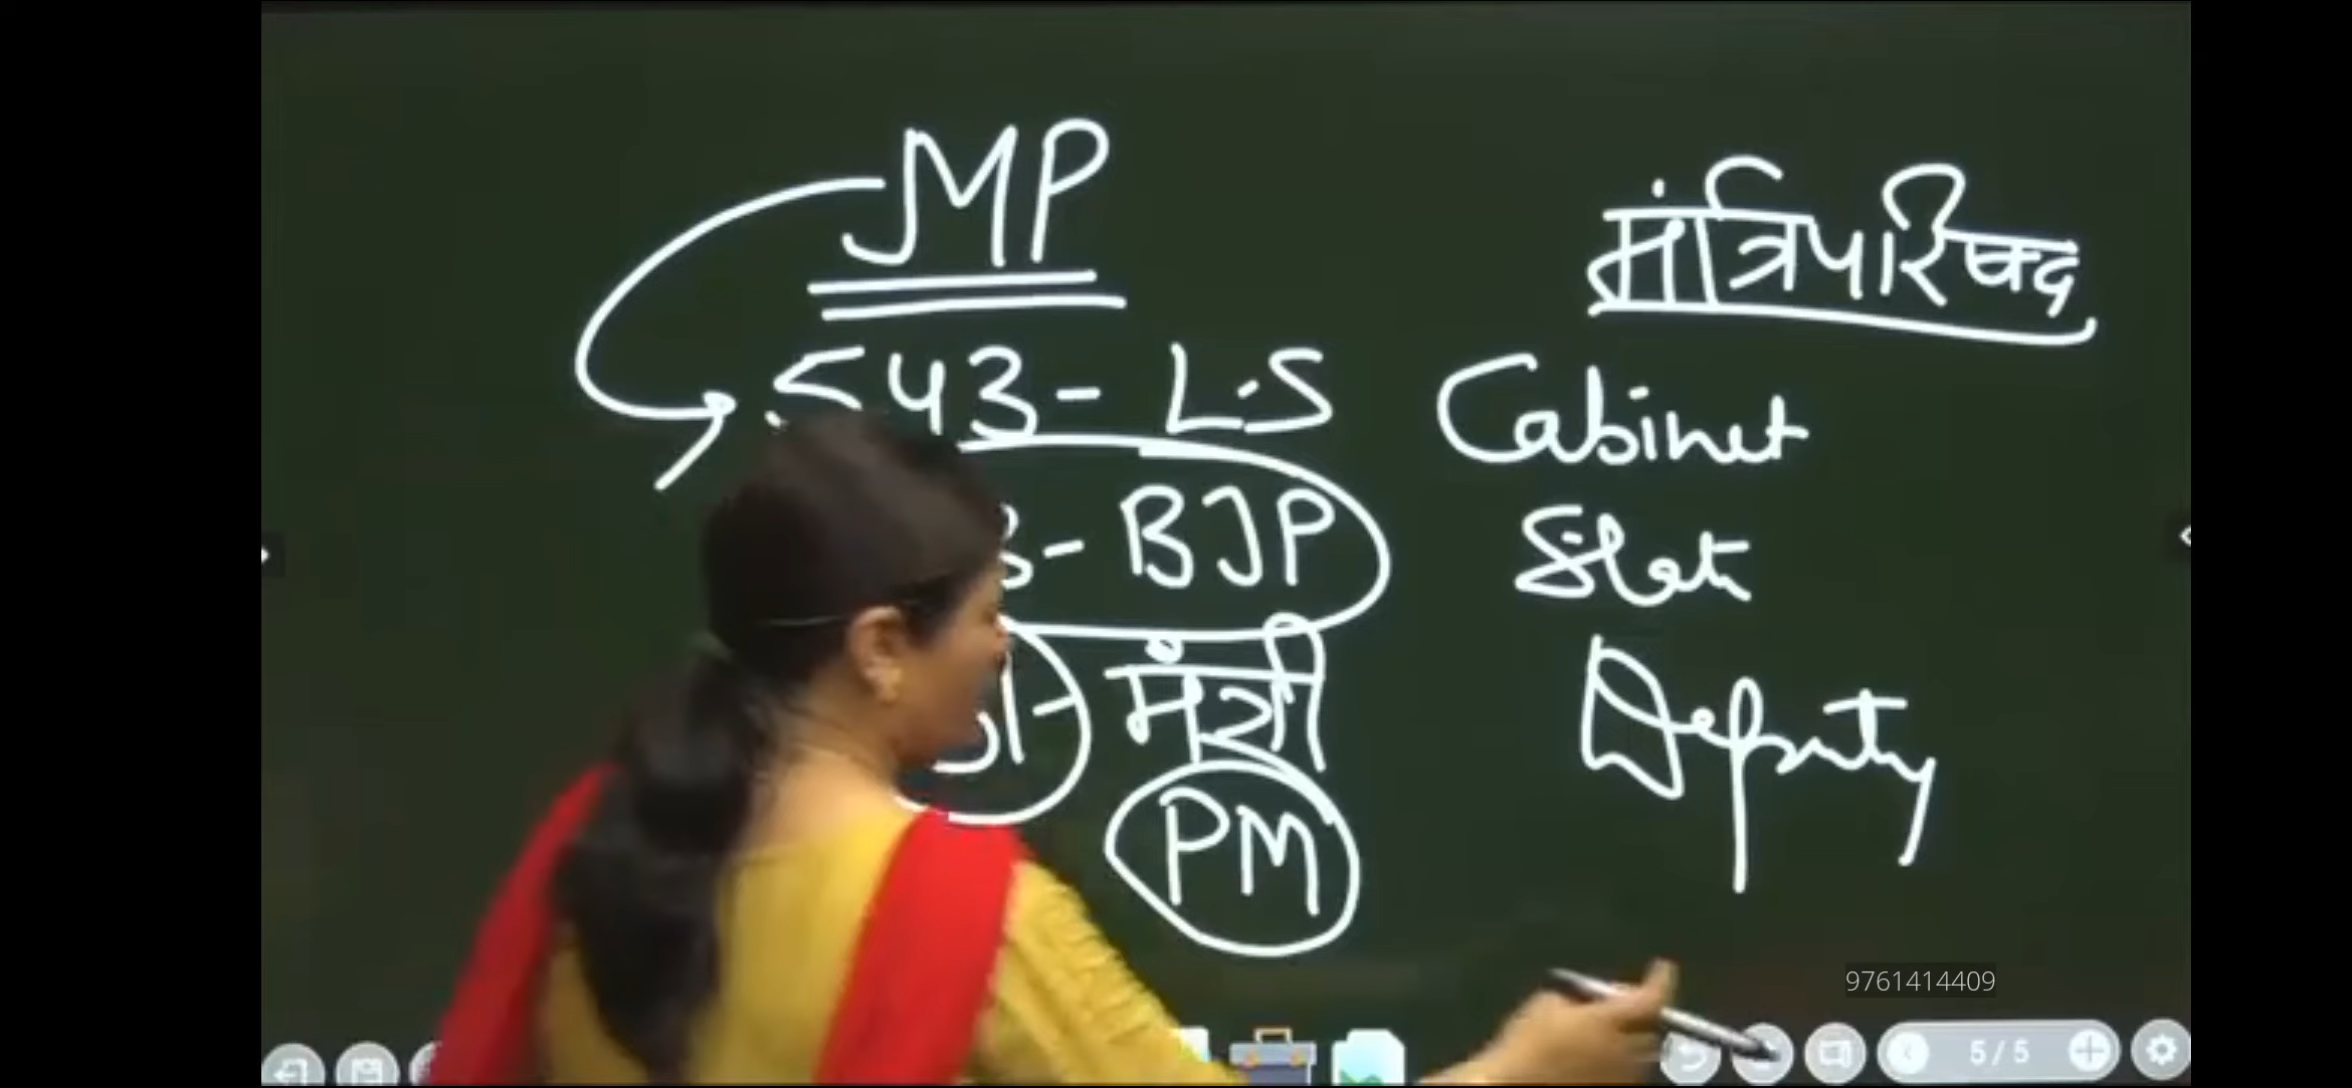 MP
543 - L.S
- BJP
मंत्री
PM
मंत्रिपरिषद
Cabinet
State
Deputy
9761414409
5/5